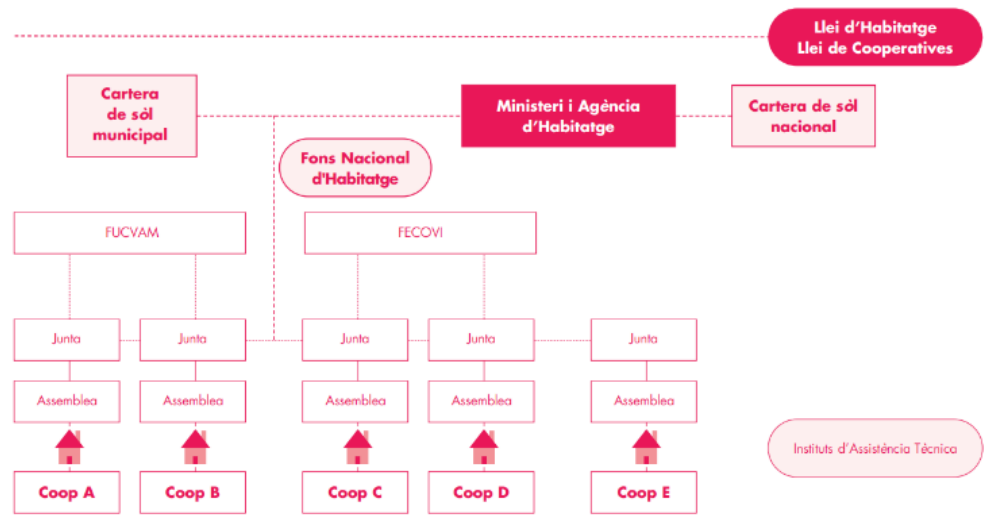 Llei d’Habitatge
Llei de Cooperatives
Cartera
de sòl
municipal
Ministeri i Agència
d’Habitatge
Cartera de sòl
nacional
Fons Nacional
d'Habitatge
FUCVAM
FECOVI
Junta
Junta
Junta
Junta
Junta
Assemblea
Assemblea
Assemblea
Assemblea
Assemblea
Instituts d’Assistència Tècnica
Coop A
Coop B
Coop C
Coop D
Coop E